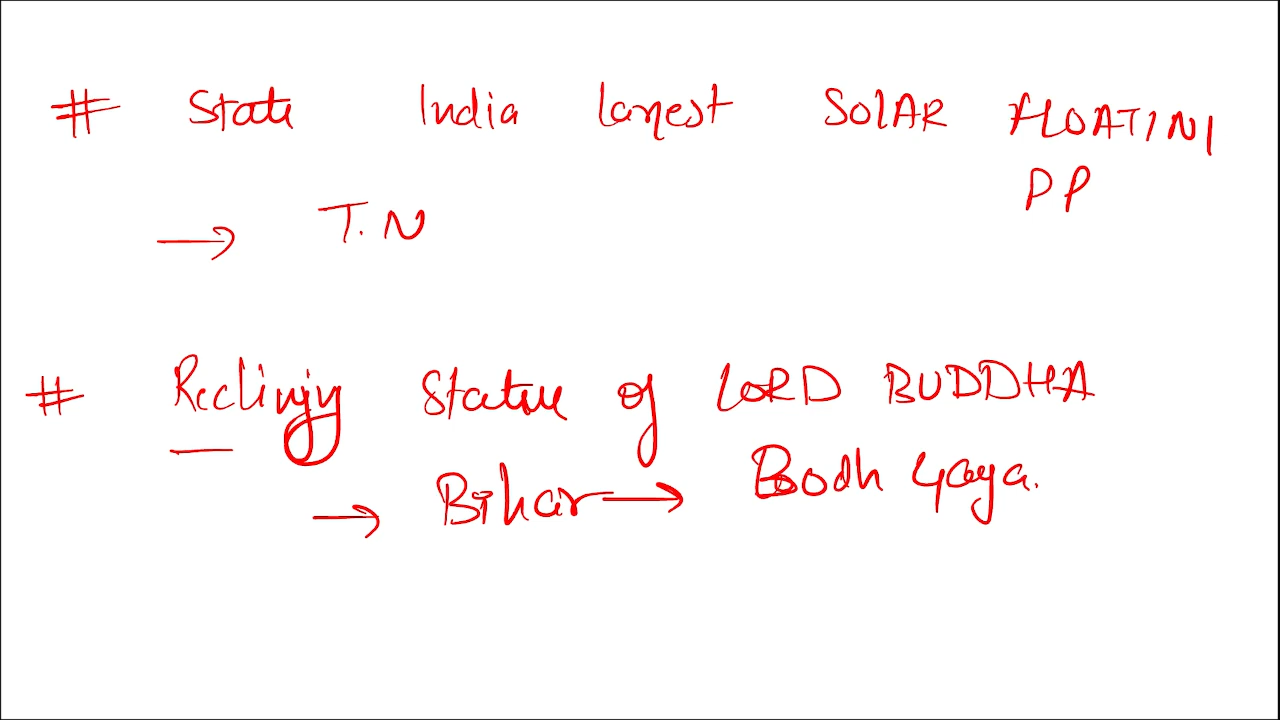 # State India largest SOLAR FLOATING
PP
→ T.N
# Reclining Statue of LORD BUDDHA
→ Bihar → Bodh Gaya.